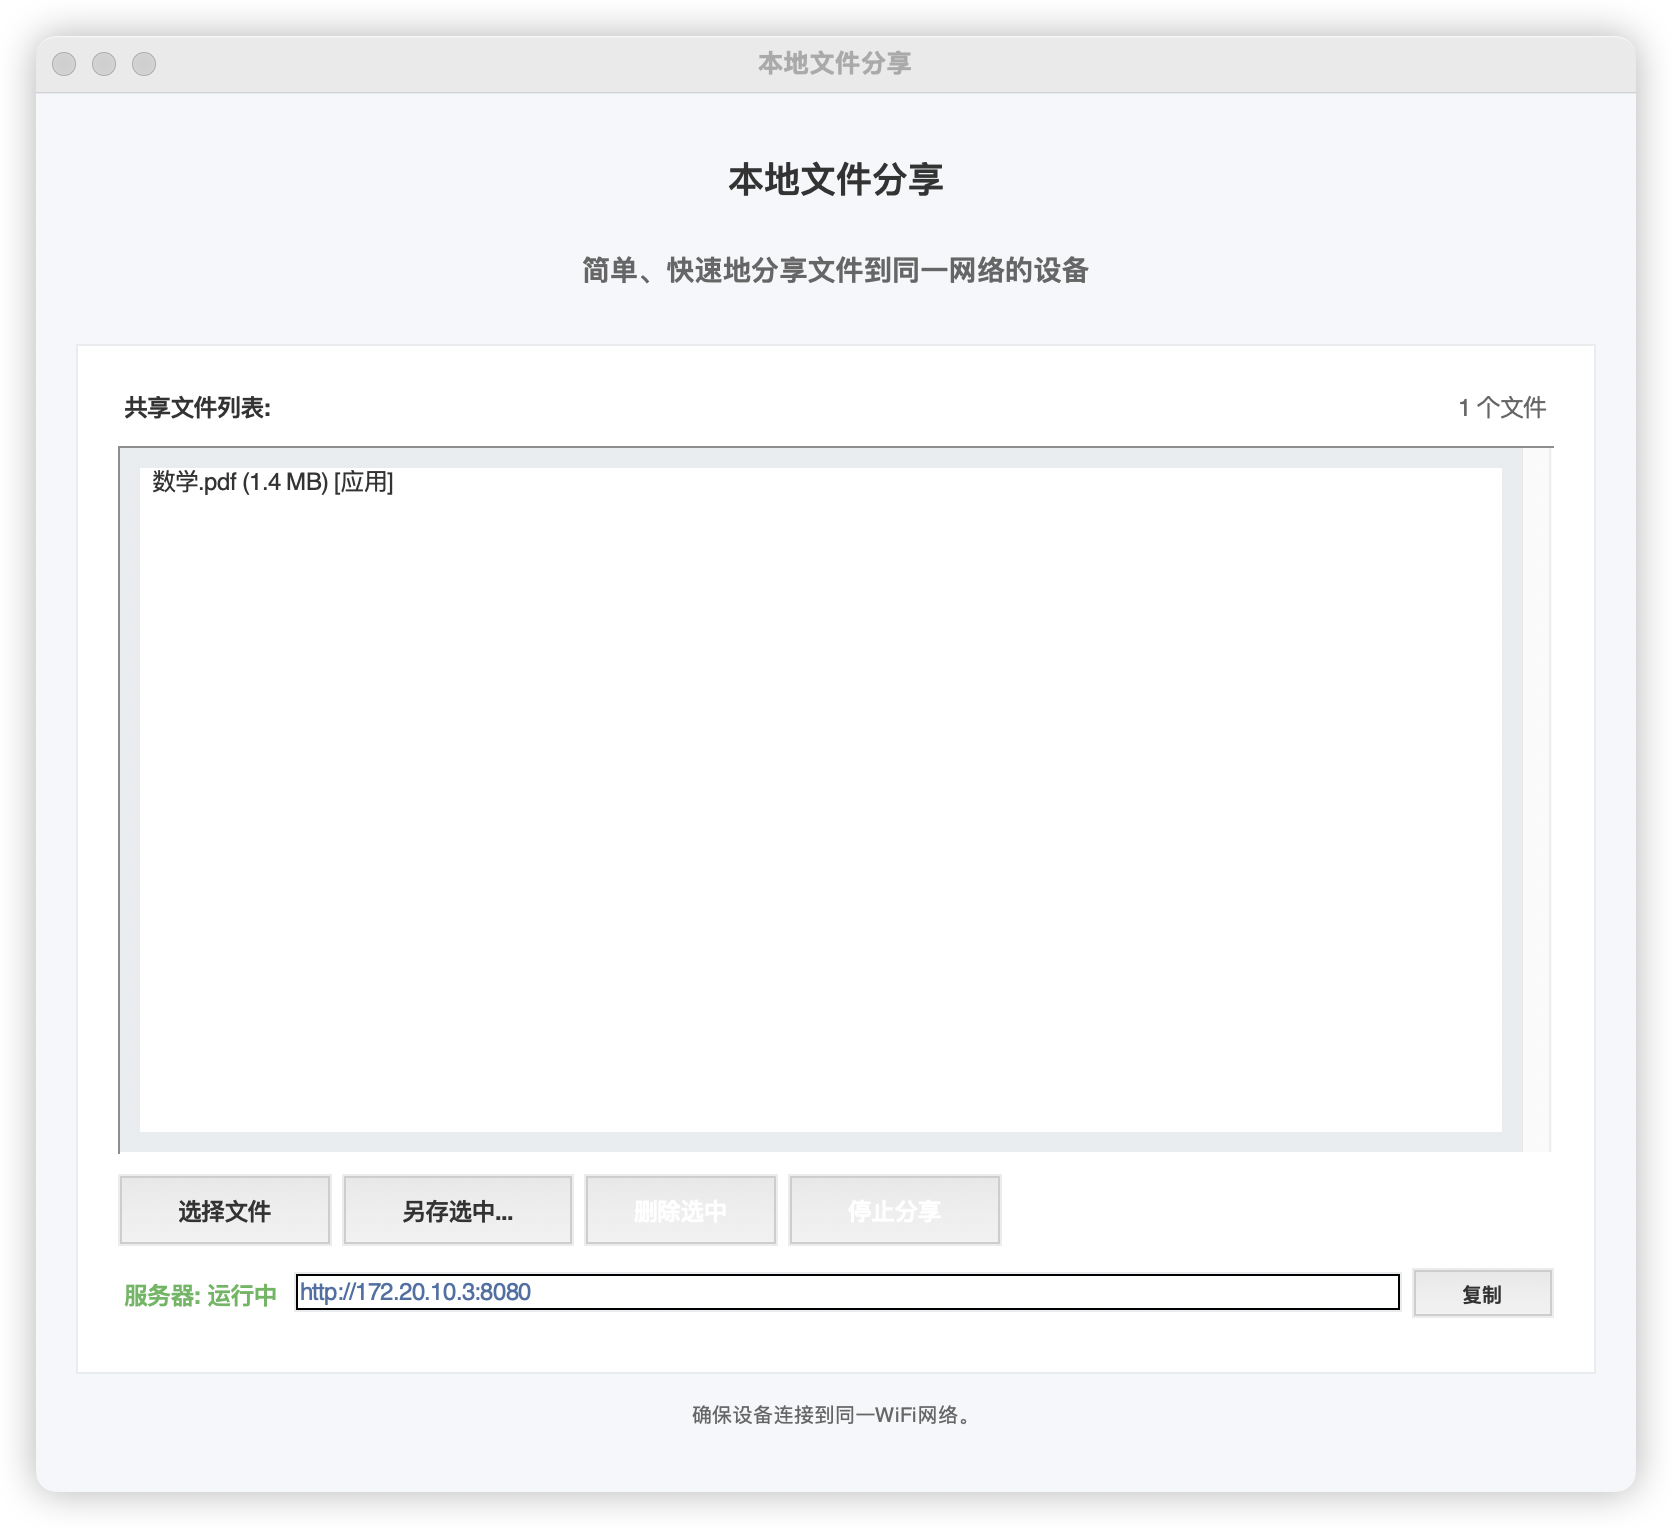 本地文件分享
本地文件分享
简单、快速地分享文件到同一网络的设备
共享文件列表:
1 个文件
数学.pdf (1.4 MB) [应用]
选择文件
另存选中...
删除选中
停止分享
服务器: 运行中
http://172.20.10.3:8080
复制
确保设备连接到同一WiFi网络。